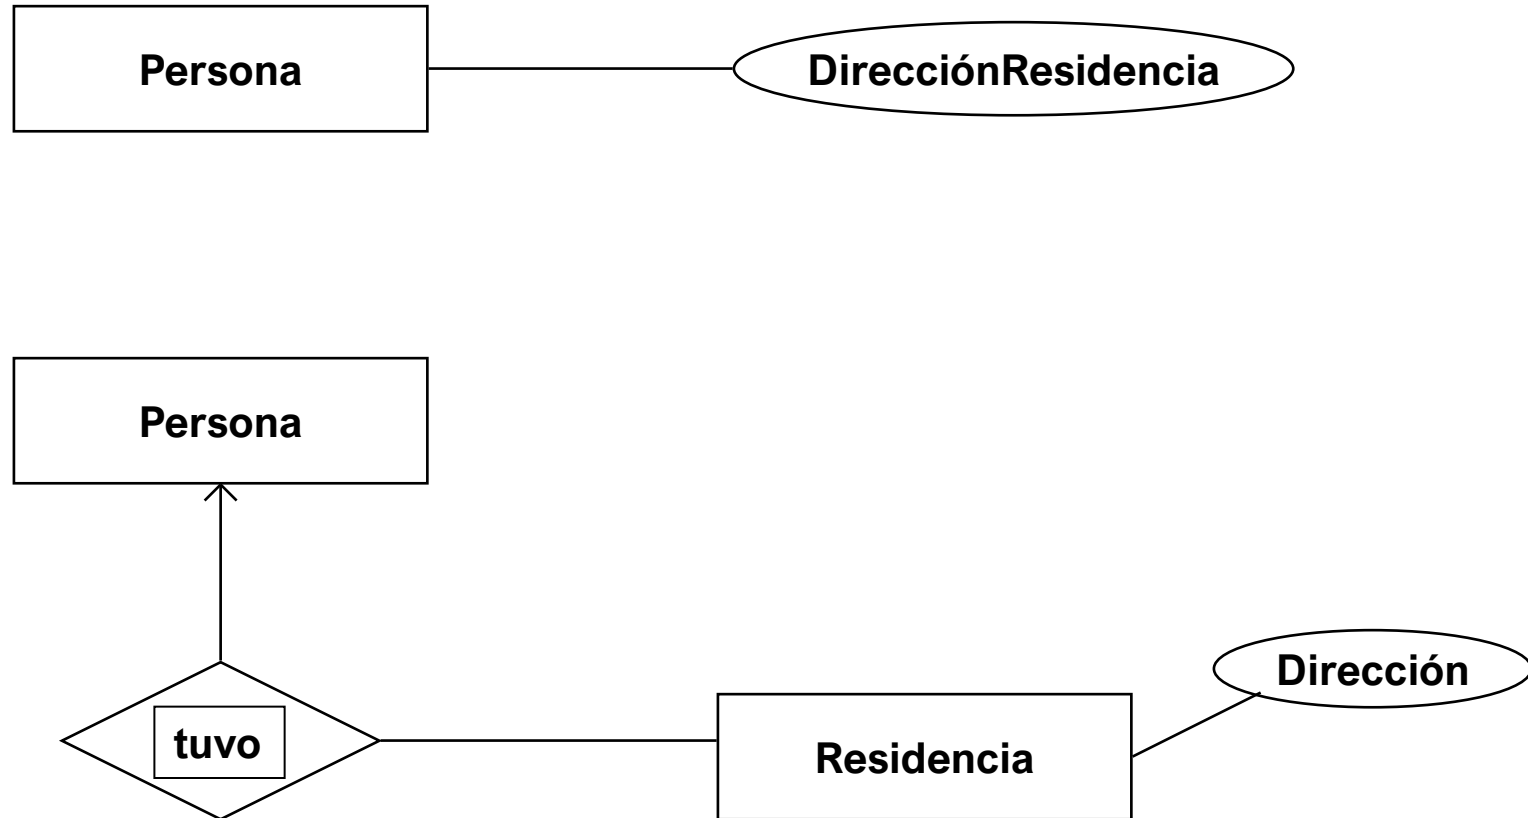 Persona
DirecciónResidencia
Persona
Dirección
tuvo
Residencia